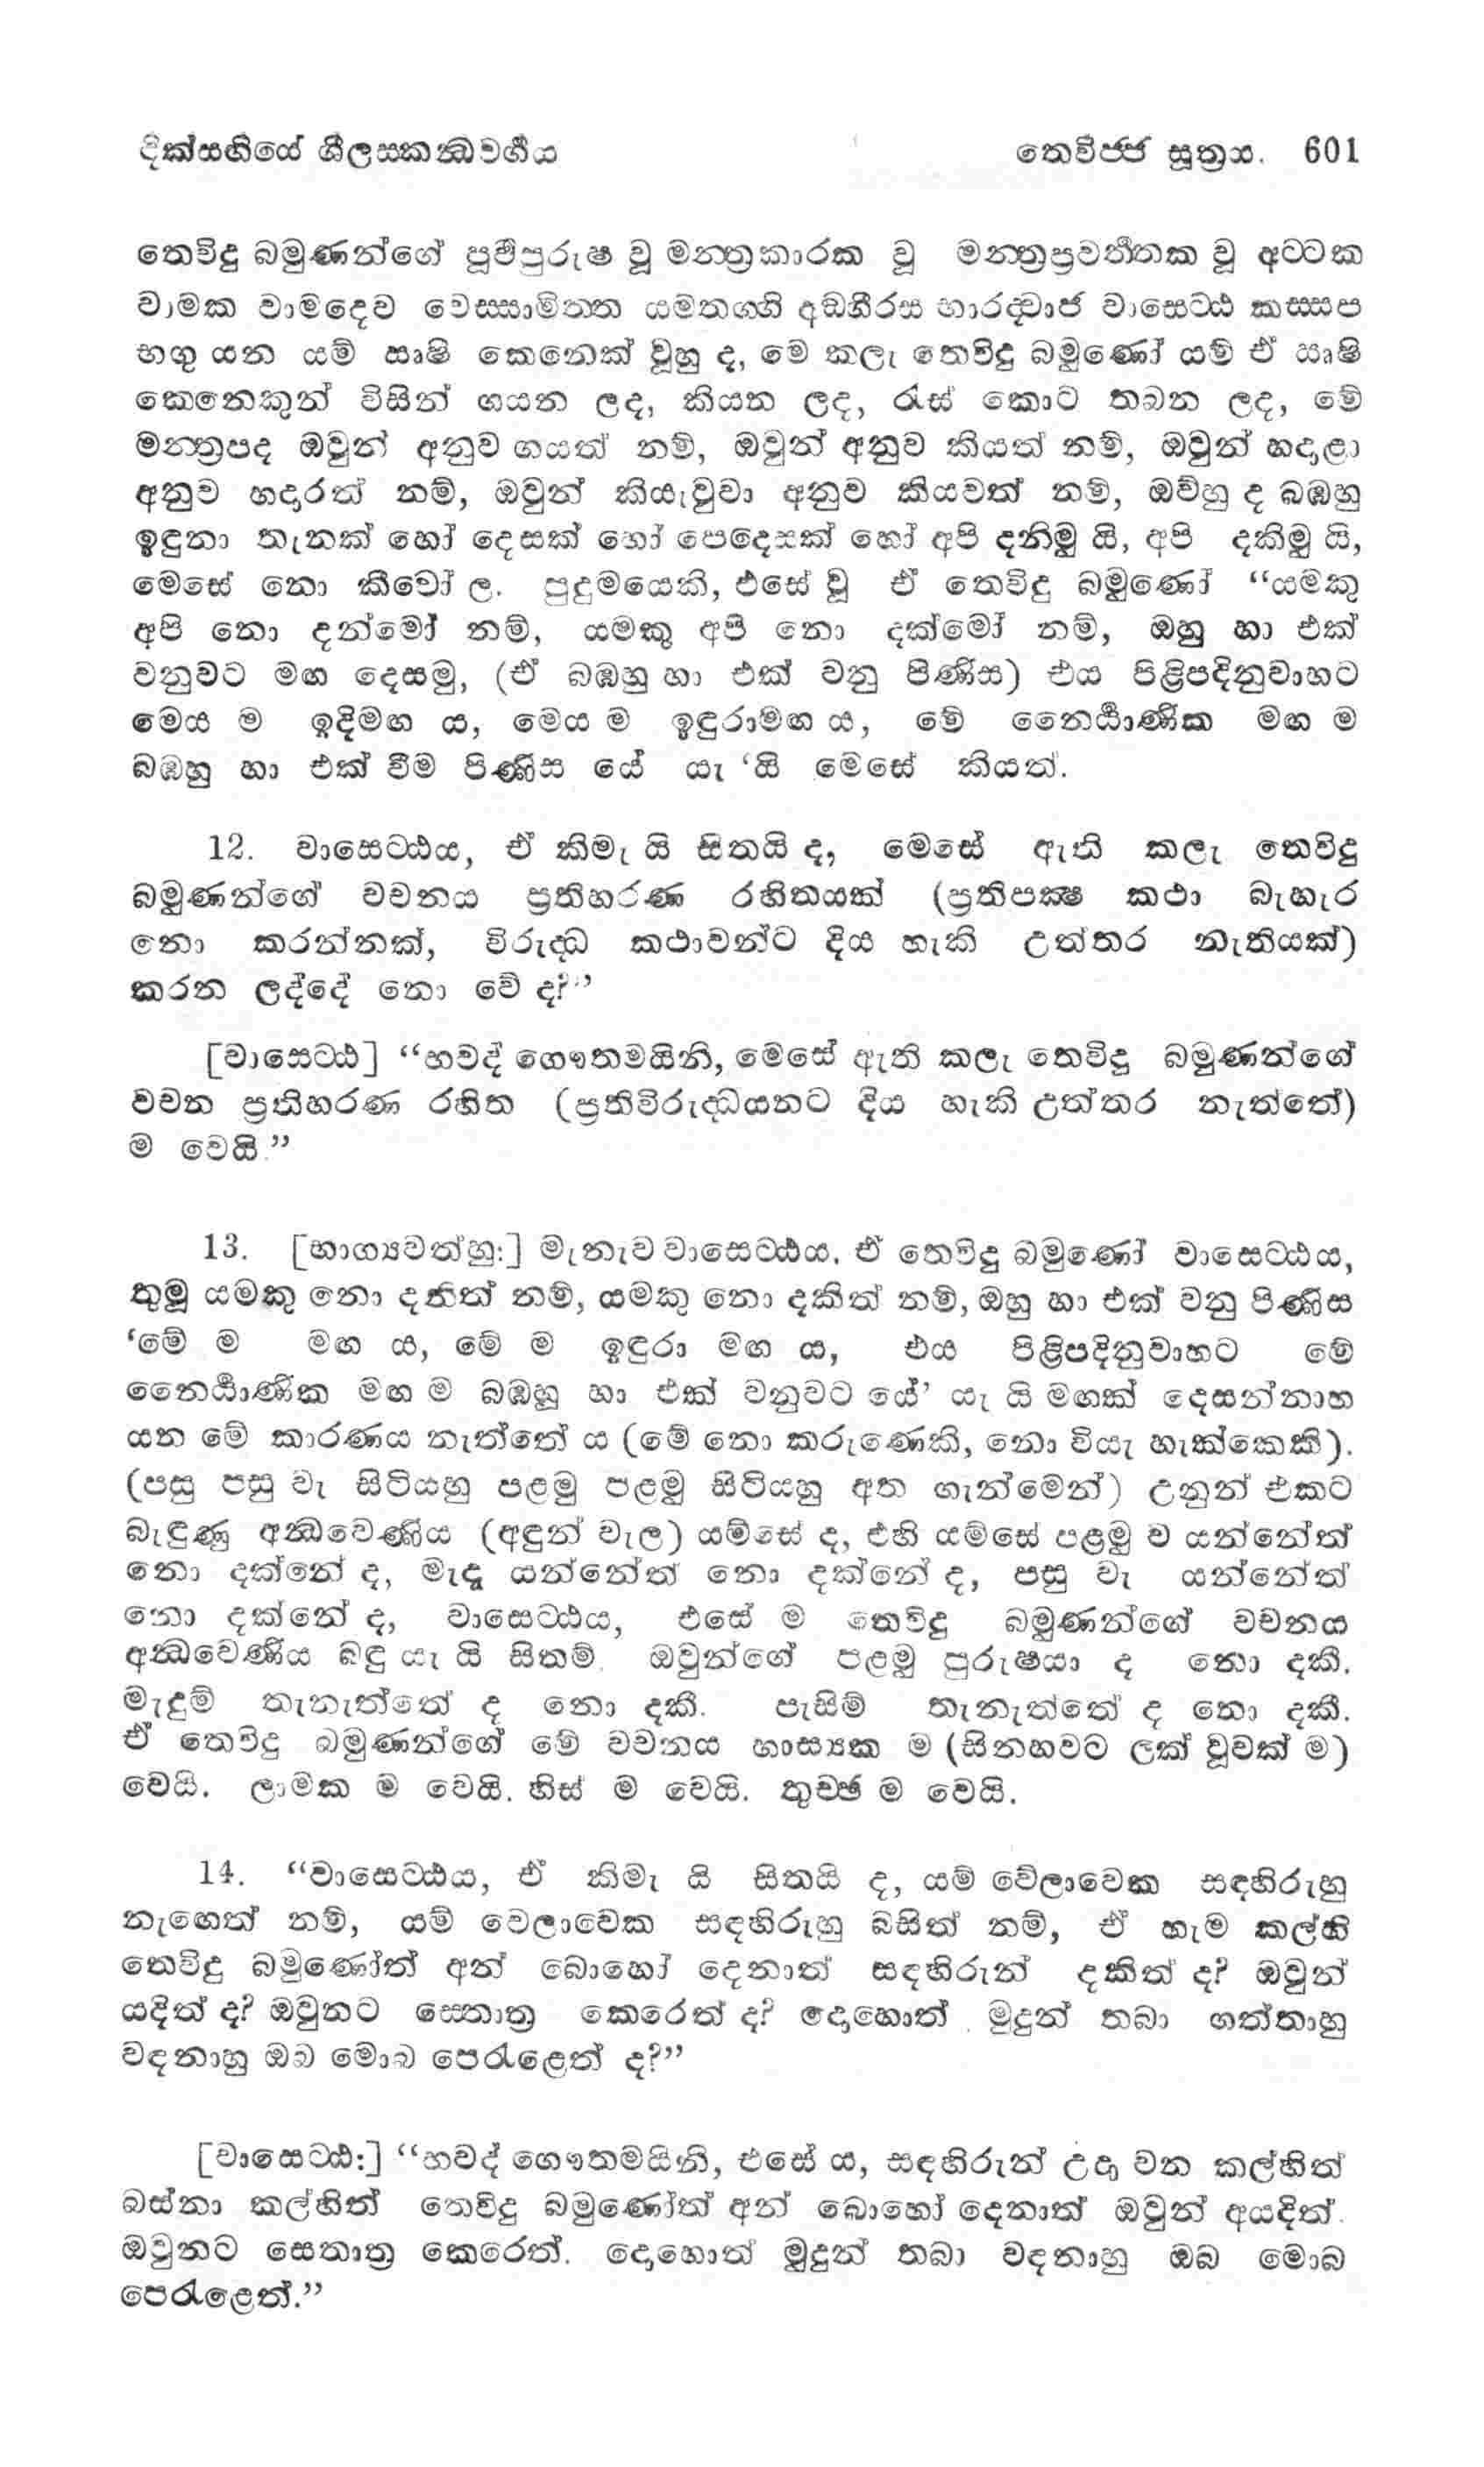 දික්සඟියේ ශීලසකන්‍ධවර්‍ගය තෙවිජ්ජ සූත්‍රය. 601
තෙවිදු බමුණන්ගේ පූර්‍වපුරුෂ වූ මන්ත්‍රකාරක වූ මන්ත්‍රප්‍රවර්‍තක වූ අට්ටක
වාමක වාමදෙව වෙස්සාමිත්ත යමතග්ගි අඞ්ගීරස භාරද්වාජ වාසෙට්ඨ කස්සප
භගු යන යම් ඍෂි කෙනෙක් වූහු ද, මෙ කලැ තෙවිදු බමුණෝ යම් ඒ ඍෂි
කෙනෙකුන් විසින් ගයන ලද, කියන ලද, රැස් කොට තබන ලද, මේ
මන්ත්‍රපද ඔවුන් අනුව ගයත් නම්, ඔවුන් අනුව කියත් නම්, ඔවුන් හදළා
අනුව හදරත් නම්, ඔවුන් කියැවුවා අනුව කියවත් නම්, ඔව්හු ද බඹහු
ඉඳුනා තැනක් හෝ දෙසක් හෝ පෙදෙසක් හෝ අපි දනිමු යි, අපි දකිමු යි,
මෙසේ නො කීවෝ ල. පුදුමයෙකි, එසේ වූ ඒ තෙවිදු බමුණෝ “යමකු
අපි නො දන්මෝ නම්, යමකු අපි නො දක්මෝ නම්, ඔහු හා එක්
වනුවට මඟ දෙසමු, (ඒ බඹහු හා එක් වනු පිණිස) එය පිළිපදිනුවාහට
මෙය ම ඉදිමඟ ය, මෙය ම ඉඳුරාමඟ ය, මේ නෛර්‍ය්‍යාණික මඟ ම
බඹහු හා එක් වීම පිණිස යේ යැ ‘යි මෙසේ කියත්.
12. වාසෙට්ඨය, ඒ කිමැ යි සිතයි ද, මෙසේ ඇති කලැ තෙවිදු
බමුණන්ගේ වචනය ප්‍රතිහරණ රහිතයක් (ප්‍රතිපක්‍ෂ කථා බැහැර
නො කරන්නක්, විරුද්ධ කථාවන්ට දිය හැකි උත්තර නැතියක්)
කරන ලද්දේ නො වේ ද?”
[වාසෙට්ඨ] “භවද් ගෞතමයිනි, මෙසේ ඇති කලැ තෙවිදු බමුණන්ගේ
වචන ප්‍රතිහරණ රහිත (ප්‍රතිවිරුද්ධයනට දිය හැකි උත්තර නැත්තේ)
ම වෙයි.”
13. [භාග්‍යවත්හු:] මැනැව වාසෙට්ඨය. ඒ තෙවිදු බමුණෝ වාසෙට්ඨය,
තුමූ යමකු නො දනිත් නම්, යමකු නො දකිත් නම්, ඔහු හා එක් වනු පිණිස
‘මේ ම මඟ ය, මේ ම ඉඳුරා මඟ ය, එය පිළිපදිනුවාහට මේ
නෛර්‍ය්‍යාණික මඟ ම බඹහු හා එක් වනුවට යේ’ යැ යි මඟක් දෙසන්නාහ
යන මේ කාරණය නැත්තේ ය (මේ නො කරුණෙකි, නො වියැ හැක්කෙකි).
(පසු පසු වැ සිටියහු පළමු පළමු සිටියහු අත ගැන්මෙන්) උනුන් එකට
බැඳුණු අන්‍ධවෙණිය (අඳුන් වැල) යම්සේ ද, එහි යම්සේ පළමු ව යන්නේත්
නො දක්නේ ද, මැද යන්නේත් නො දක්නේ ද, පසු වැ යන්නේත්
නො දක්නේ ද, වාසෙට්ඨය, එසේ ම තෙවිදු බමුණන්ගේ වචනය
අන්‍ධවෙණිය බඳු යැ යි සිතමි. ඔවුන්ගේ පළමු පුරුෂයා ද නො දකී.
මැඳුම් තැනැත්තේ ද නො දකී. පැසිම් තැනැත්තේ ද නො දකී.
ඒ තෙවිදු බමුණන්ගේ මේ වචනය හාස්‍යක ම (සිනහවට ලක් වූවක් ම)
වෙයි. ලාමක ම වෙයි. හිස් ම වෙයි. තුච්ඡ ම වෙයි.
14. “වාසෙට්ඨය, ඒ කිමැ යි සිතයි ද, යම් වේලාවෙක සඳහිරුහු
නැඟෙත් නම්, යම් වෙලාවෙක සඳහිරුහු බසිත් නම්, ඒ හැම කල්හි
තෙවිදු බමුණෝත් අන් බොහෝ දෙනාත් සඳහිරුන් දකිත් ද? ඔවුන්
යදිත් ද? ඔවුනට ස්තොත්‍ර කෙරෙත් ද? දොහොත් මුදුන් තබා ගත්තාහු
වඳනාහු ඔබ මොබ පෙරැළෙත් ද?”
[වාසෙට්ඨ:] “භවද් ගෞතමයිනි, එසේ ය, සඳහිරුන් උදා වන කල්හිත්
බස්නා කල්හිත් තෙවිදු බමුණෝත් අන් බොහෝ දෙනාත් ඔවුන් අයදිත්.
ඔවුනට සෙතාත්‍ර කෙරෙත්. දොහොත් මුදුන් තබා වඳනාහු ඔබ මොබ
පෙරැළෙත්.”